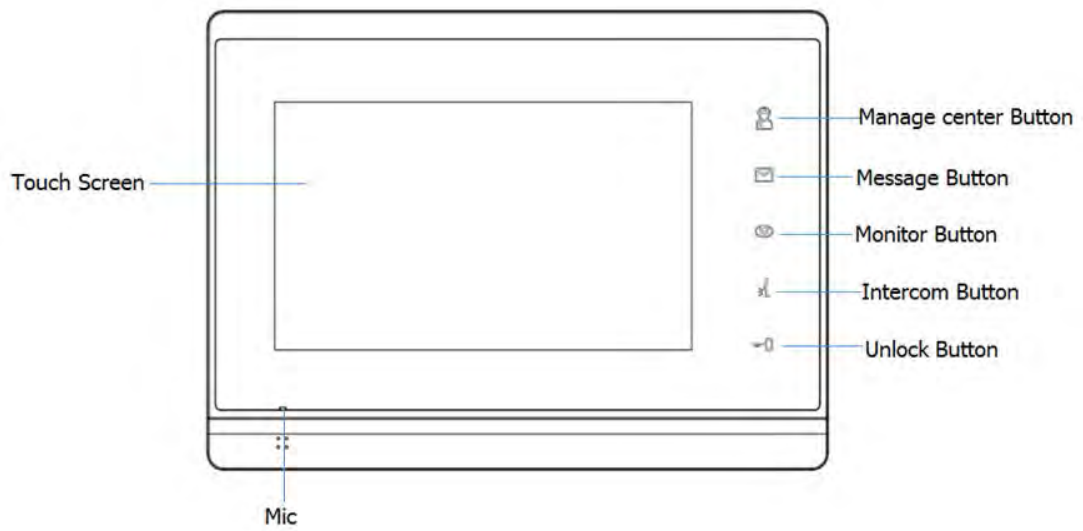 Manage center Button
Touch Screen
Message Button
Monitor Button
Intercom Button
Unlock Button
Mic